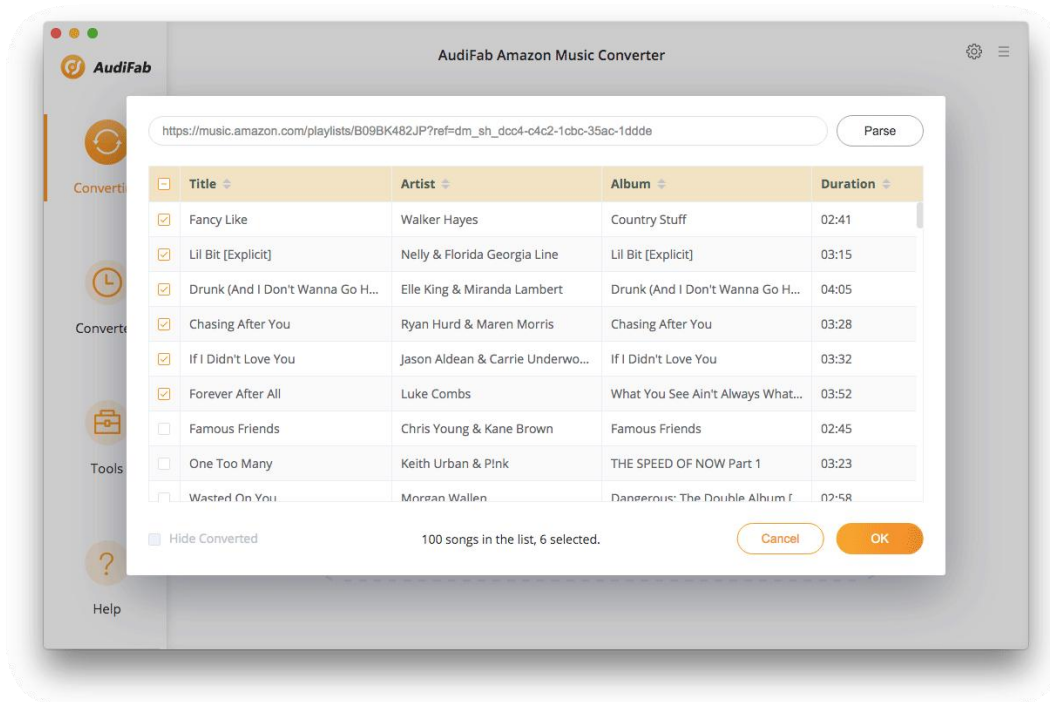 AudiFab
AudiFab Amazon Music Converter
https://music.amazon.com/playlists/B09BK482JP?ref=dm_sh_dcc4-c4c2-1cbc-35ac-1ddde Parse
Title Artist Album Duration
Fancy Like Walker Hayes Country Stuff 02:41
Lil Bit [Explicit] Nelly & Florida Georgia Line Lil Bit [Explicit] 03:15
Drunk (And I Don't Wanna Go H... Elle King & Miranda Lambert Drunk (And I Don't Wanna Go H... 04:05
Chasing After You Ryan Hurd & Maren Morris Chasing After You 03:28
If I Didn't Love You Jason Aldean & Carrie Underwo... If I Didn't Love You 03:32
Forever After All Luke Combs What You See Ain't Always What... 03:52
Famous Friends Chris Young & Kane Brown Famous Friends 02:45
One Too Many Keith Urban & P!nk THE SPEED OF NOW Part 1 03:23
Wasted On You Morgan Wallen Dangerous: The Double Album [ 02:58
Hide Converted 100 songs in the list, 6 selected. Cancel OK
Converti
Converte
Tools
?
Help